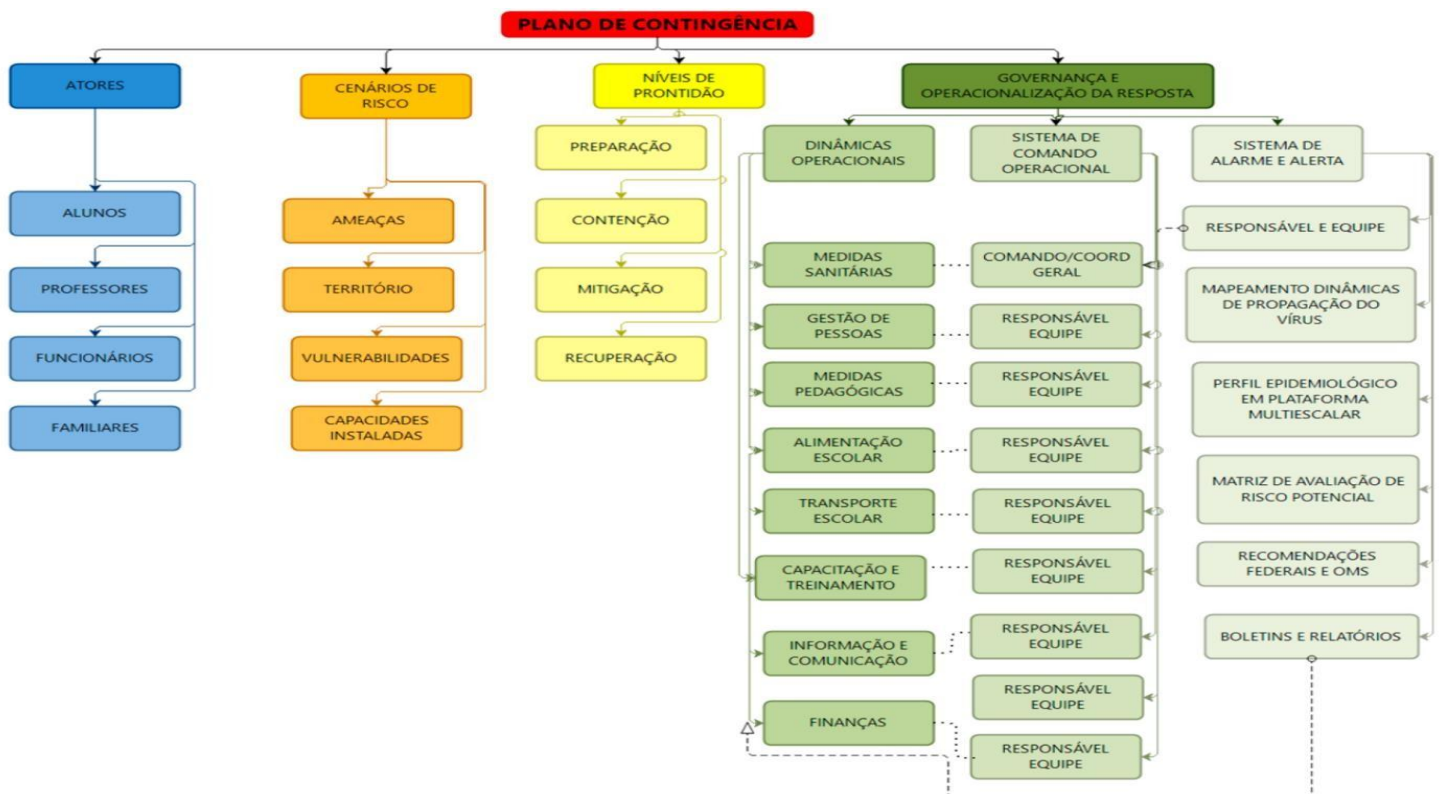 PLANO DE CONTINGÊNCIA
ATORES
ALUNOS
PROFESSORES
FUNCIONÁRIOS
FAMILIARES
CENÁRIOS DE
RISCO
AMEAÇAS
TERRITÓRIO
VULNERABILIDADES
CAPACIDADES
INSTALADAS
NÍVEIS DE
PRONTIDÃO
PREPARAÇÃO
CONTENÇÃO
MITIGAÇÃO
RECUPERAÇÃO
GOVERNANÇA E
OPERACIONALIZAÇÃO DA RESPOSTA
DINÂMICAS
OPERACIONAIS
MEDIDAS
SANITÁRIAS
GESTÃO DE
PESSOAS
MEDIDAS
PEDAGÓGICAS
ALIMENTAÇÃO
ESCOLAR
TRANSPORTE
ESCOLAR
CAPACITAÇÃO E
TREINAMENTO
INFORMAÇÃO E
COMUNICAÇÃO
FINANÇAS
SISTEMA DE
COMANDO
OPERACIONAL
COMANDO/COORD
GERAL
RESPONSÁVEL
EQUIPE
RESPONSÁVEL
EQUIPE
RESPONSÁVEL
EQUIPE
RESPONSÁVEL
EQUIPE
RESPONSÁVEL
EQUIPE
RESPONSÁVEL
EQUIPE
RESPONSÁVEL
EQUIPE
RESPONSÁVEL
EQUIPE
SISTEMA DE
ALARME E ALERTA
RESPONSÁVEL E EQUIPE
MAPEAMENTO DINÂMICAS
DE PROPAGAÇÃO DO
VÍRUS
PERFIL EPIDEMIOLÓGICO
EM PLATAFORMA
MULTIESCALAR
MATRIZ DE AVALIAÇÃO DE
RISCO POTENCIAL
RECOMENDAÇÕES
FEDERAIS E OMS
BOLETINS E RELATÓRIOS